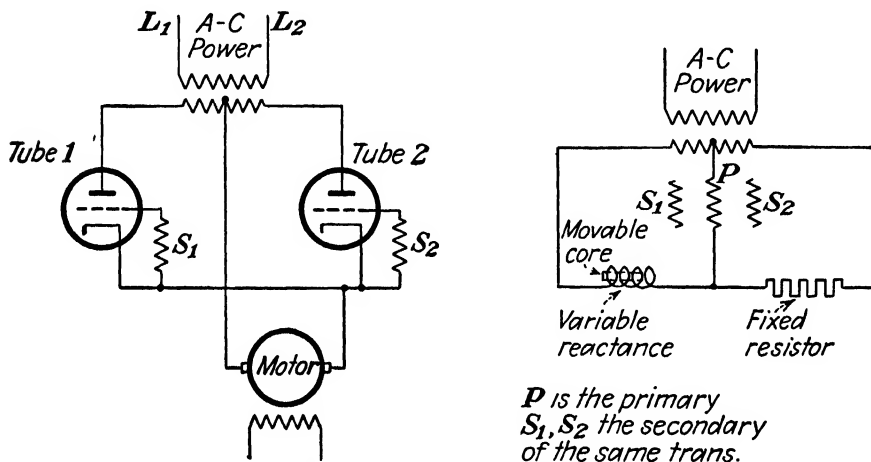 L1 A-C L2
Power
Tube 1
Tube 2
S1
S2
Motor
A-C
Power
P
S1
S2
Movable
core
Variable
reactance
Fixed
resistor
P is the primary
S1, S2 the secondary
of the same trans.